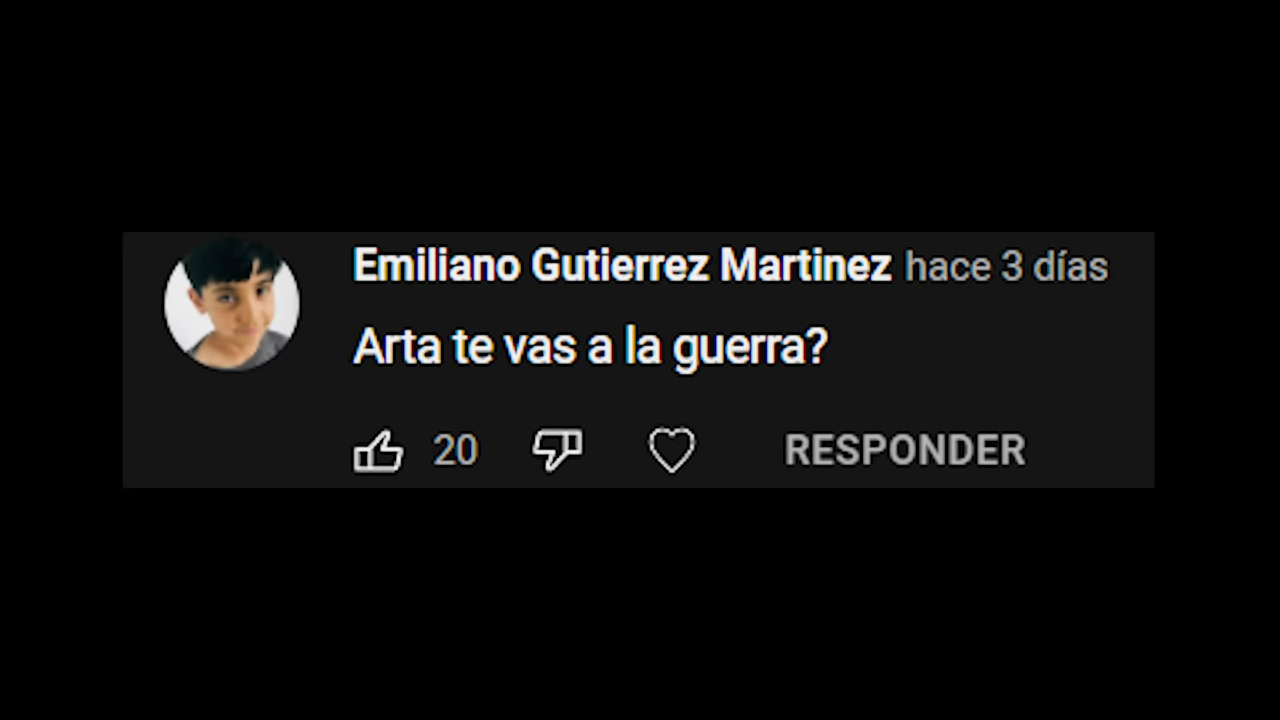 Emiliano Gutierrez Martinez hace 3 días
Arta te vas a la guerra?
20 RESPONDER